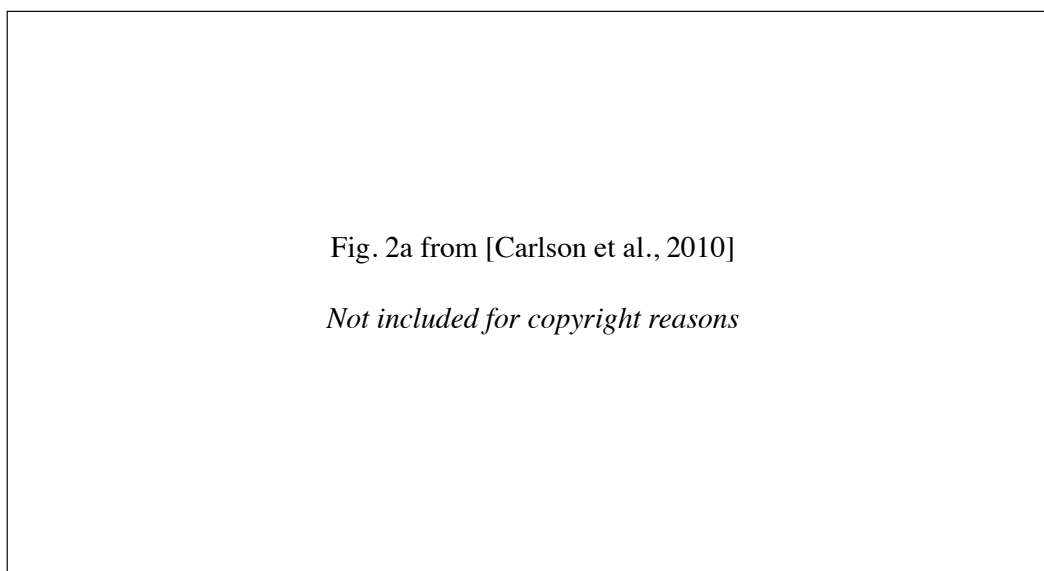 Fig. 2a from [Carlson et al., 2010]
Not included for copyright reasons